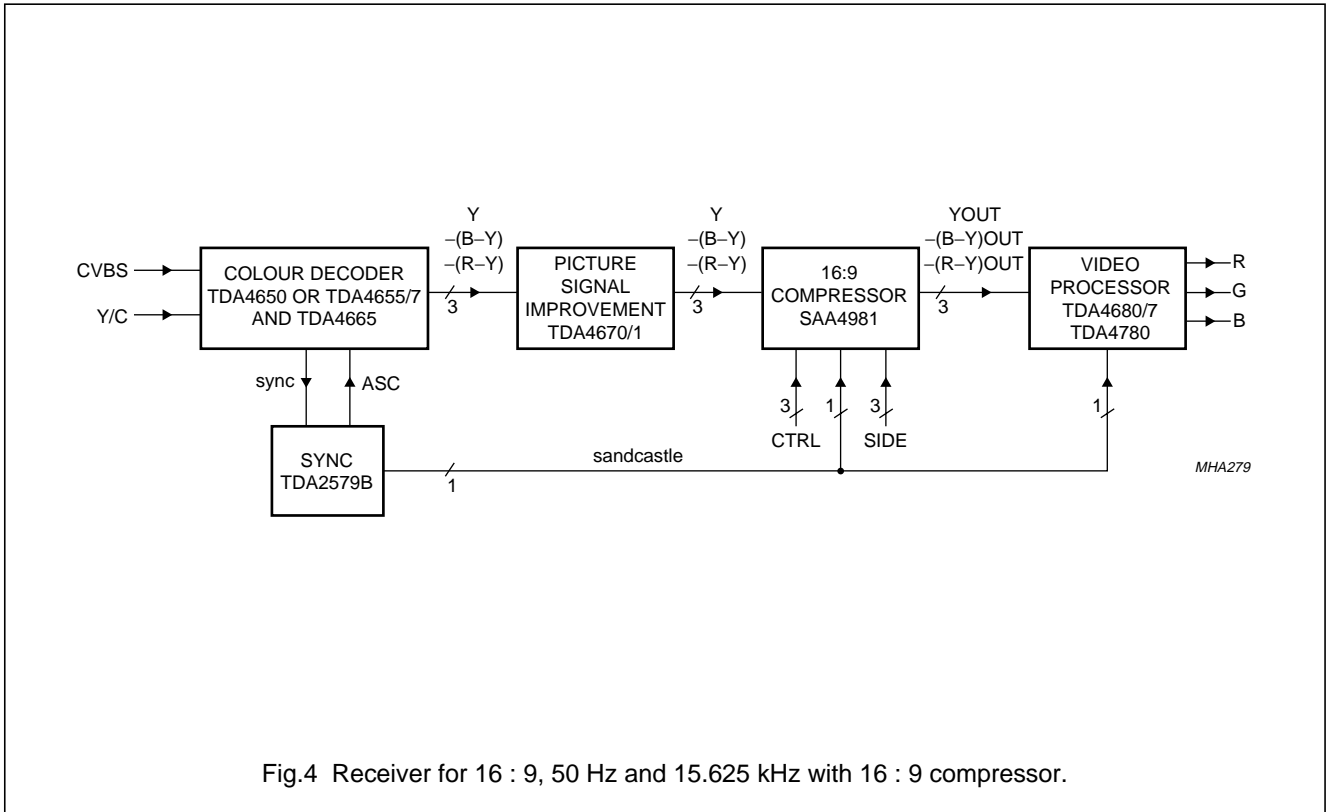 CVBS
Y/C
COLOUR DECODER
TDA4650 OR TDA4655/7
AND TDA4665
Y
−(B−Y)
−(R−Y)
3
PICTURE
SIGNAL
IMPROVEMENT
TDA4670/1
Y
−(B−Y)
−(R−Y)
3
16:9
COMPRESSOR
SAA4981
YOUT
−(B−Y)OUT
−(R−Y)OUT
3
VIDEO
PROCESSOR
TDA4680/7
TDA4780
R
G
B
sync
ASC
SYNC
TDA2579B
1
sandcastle
3
CTRL
1
3
SIDE
1
MHA279
Fig.4 Receiver for 16 : 9, 50 Hz and 15.625 kHz with 16 : 9 compressor.